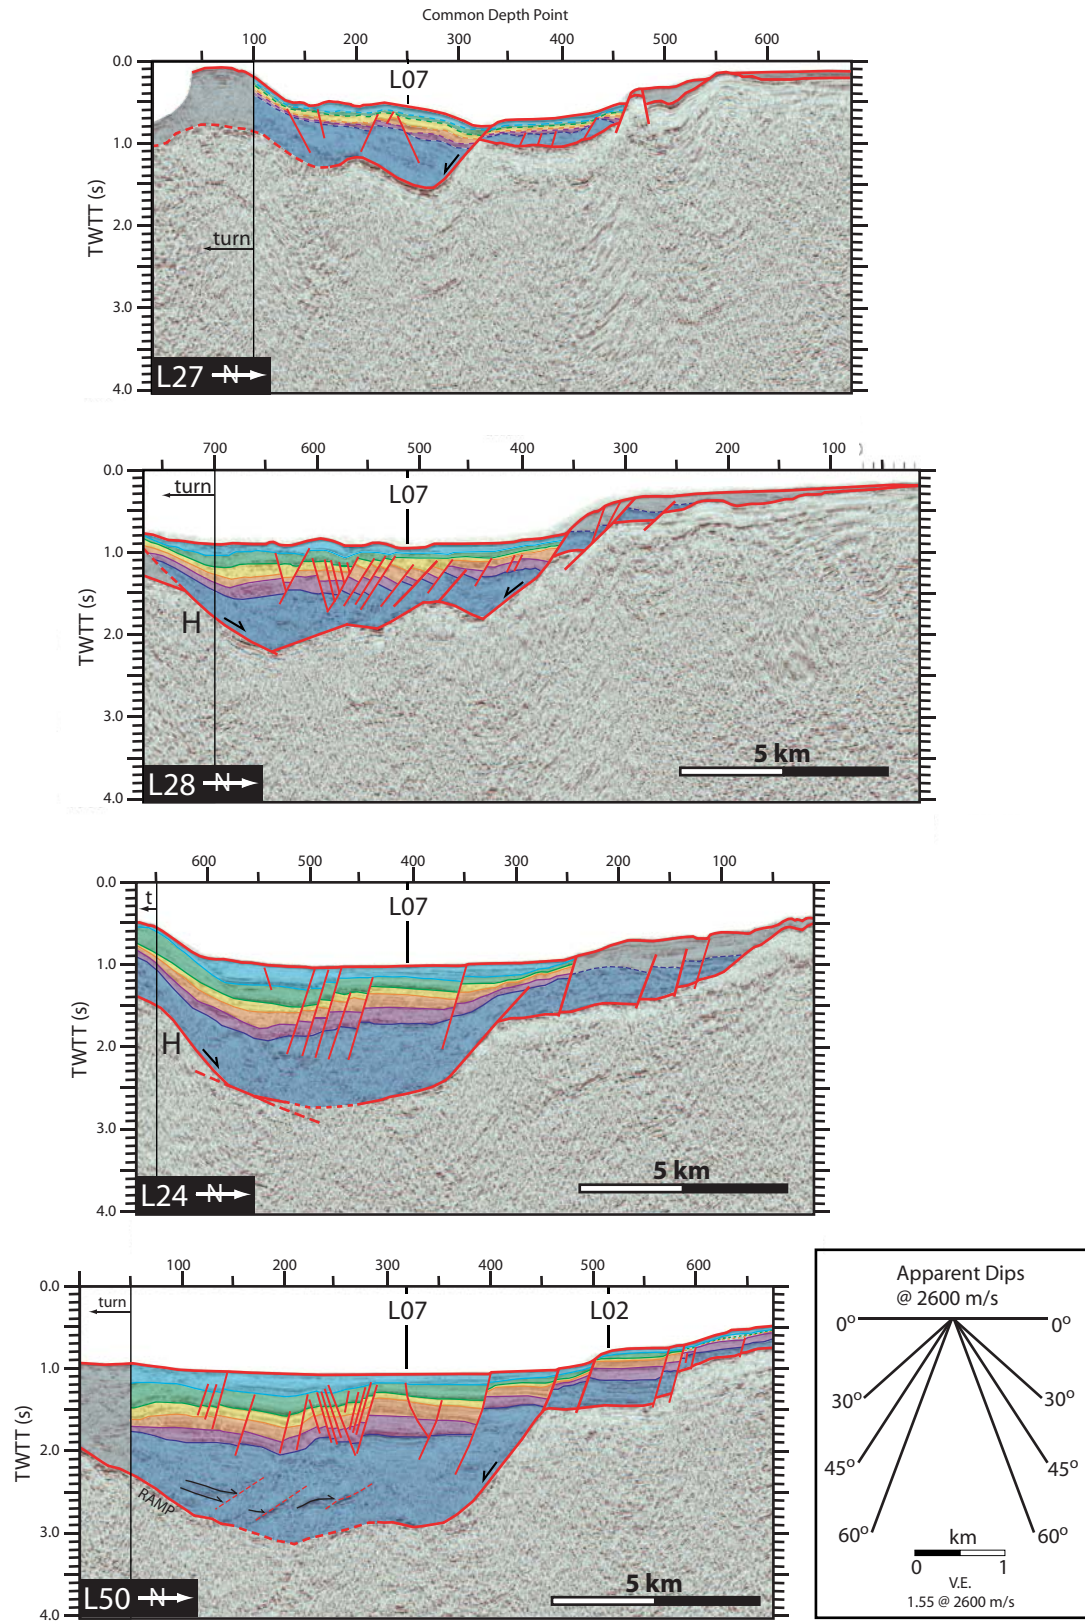 Common Depth Point
100 200 300 400 500 600
L07
0.0
1.0
2.0
3.0
4.0
TWTT (s)
turn
L27 N
700 600 500 400 300 200 100
turn
L07
0.0
1.0
2.0
3.0
4.0
TWTT (s)
H
5 km
L28 N
600 500 400 300 200 100
t
L07
0.0
1.0
2.0
3.0
4.0
TWTT (s)
H
5 km
L24 N
100 200 300 400 500 600
turn
L07 L02
0.0
1.0
2.0
3.0
4.0
TWTT (s)
RAMP
5 km
L50 N
Apparent Dips
@ 2600 m/s
0° 0°
30° 30°
45° 45°
60° 60°
km
0 1
V.E.
1.55 @ 2600 m/s